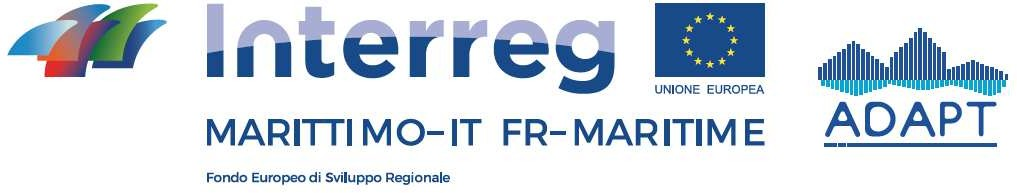 Interreg
UNIONE EUROPEA
MARITTIMO-IT FR-MARITIME
Fondo Europeo di Sviluppo Regionale
ADAPT